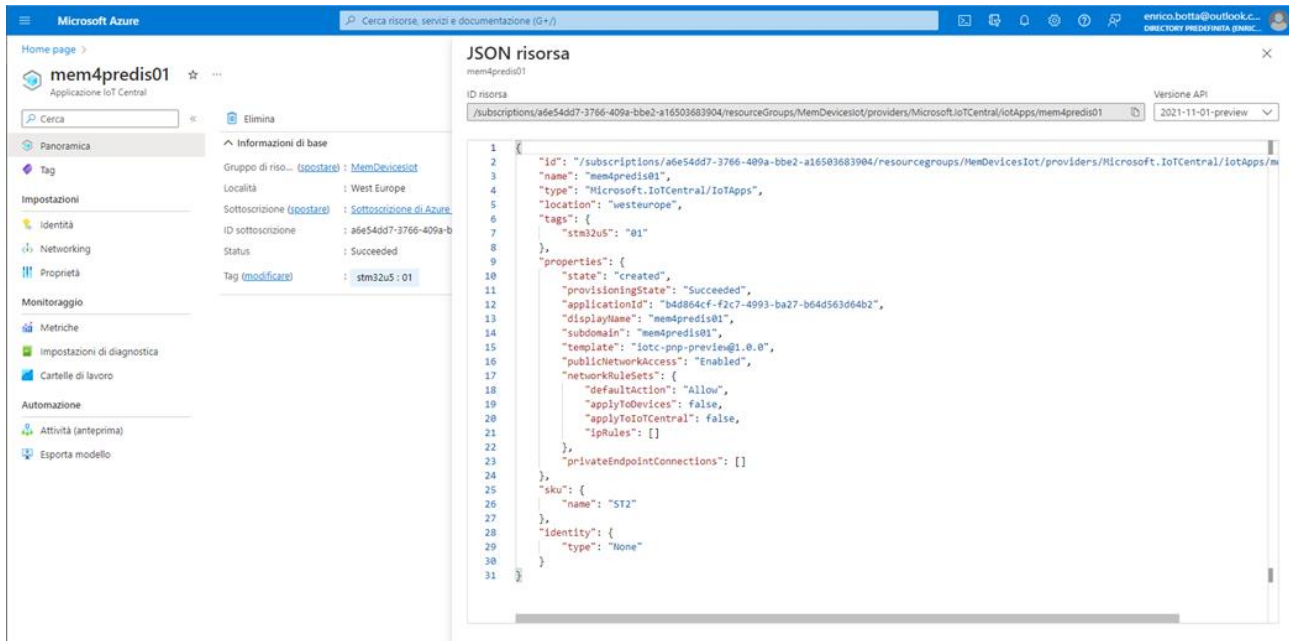 Microsoft Azure
Cerca risorse, servizi e documentazione (G+/)
enrico.botta@outlook.c...
DIRECTORY PREDEFINITA (ENRIC...
Home page >
mem4predis01
Applicazione IoT Central
Cerca
Panoramica
Tag
Impostazioni
Identità
Networking
Proprietà
Monitoraggio
Metriche
Impostazioni di diagnostica
Cartelle di lavoro
Automazione
Attività (anteprima)
Esporta modello
Elimina
Informazioni di base
Gruppo di riso... (spostare) : MemDevicesIot
Località : West Europe
Sottoscrizione (spostare) : Sottoscrizione di Azure
ID sottoscrizione : a6e54dd7-3766-409a-b
Status : Succeeded
Tag (modificare) : stm32u5 : 01
JSON risorsa
mem4predis01
ID risorsa
/subscriptions/a6e54dd7-3766-409a-bbe2-a16503683904/resourceGroups/MemDevicesIot/providers/Microsoft.IoTCentral/iotApps/mem4predis01
Versione API
2021-11-01-preview
1 {
2 "id": "/subscriptions/a6e54dd7-3766-409a-bbe2-a16503683904/resourcegroups/MemDevicesIot/providers/Microsoft.IoTCentral/iotApps/m
3 "name": "mem4predis01",
4 "type": "Microsoft.IoTCentral/IoTApps",
5 "location": "westeurope",
6 "tags": {
7 "stm32u5": "01"
8 },
9 "properties": {
10 "state": "created",
11 "provisioningState": "Succeeded",
12 "applicationId": "b4d864cf-f2c7-4993-ba27-b64d563d64b2",
13 "displayName": "mem4predis01",
14 "subdomain": "mem4predis01",
15 "template": "iotc-pnp-preview@1.0.0",
16 "publicNetworkAccess": "Enabled",
17 "networkRuleSets": {
18 "defaultAction": "Allow",
19 "applyToDevices": false,
20 "applyToIoTCentral": false,
21 "ipRules": []
22 },
23 "privateEndpointConnections": []
24 },
25 "sku": {
26 "name": "ST2"
27 },
28 "identity": {
29 "type": "None"
30 }
31 }